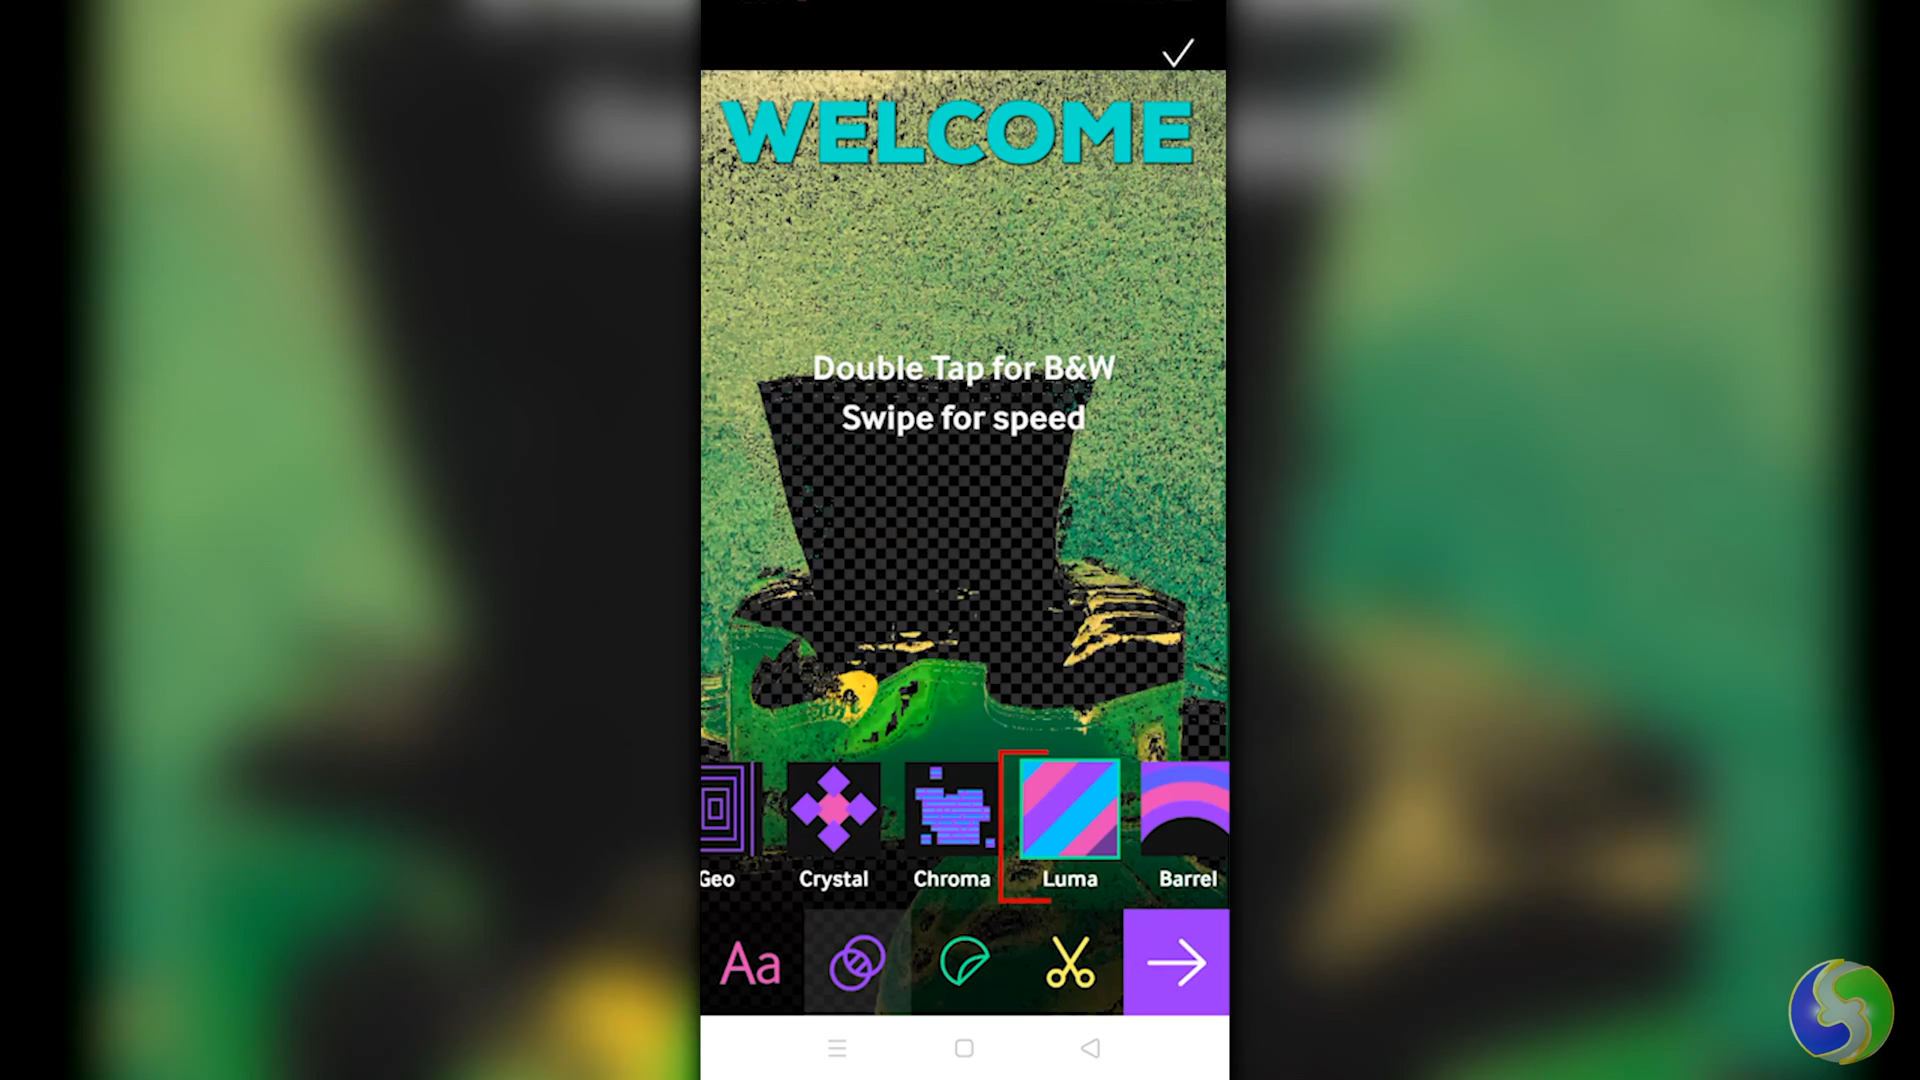 WELCOME
Double Tap for B&W
Swipe for speed
Geo
Crystal
Chroma
Luma
Barrel
Aa